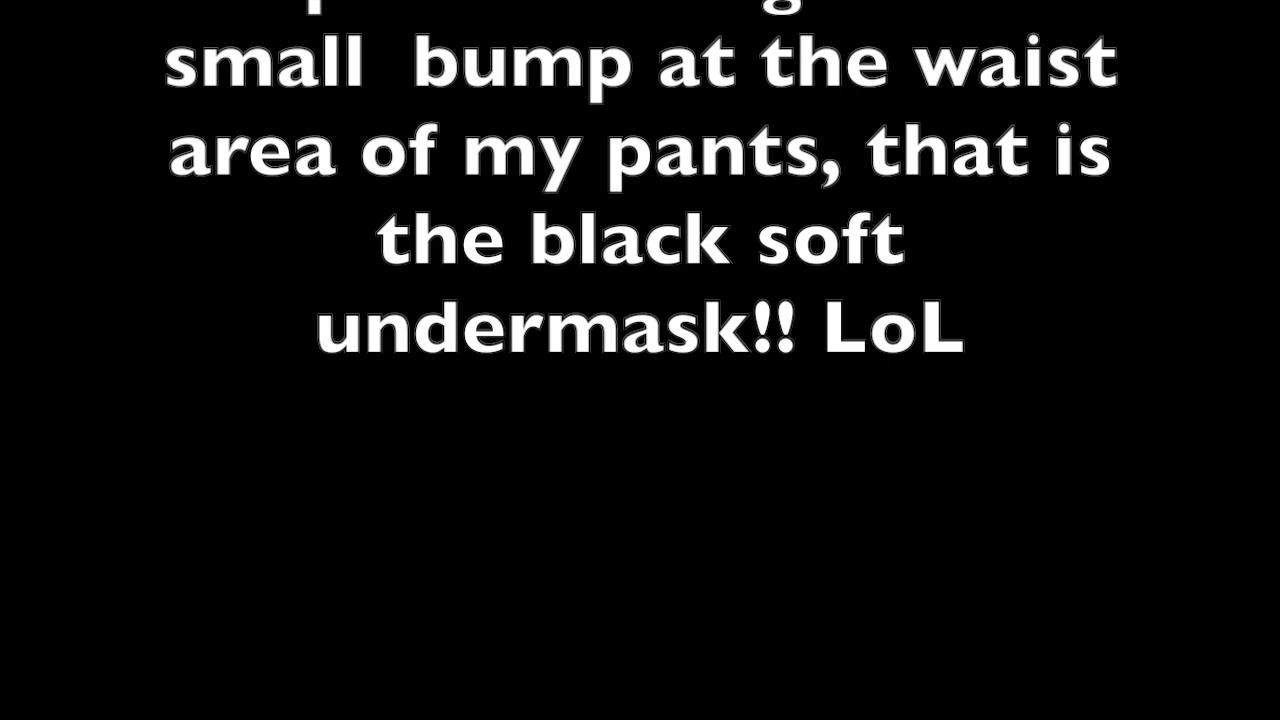 small  bump at the waist
area of my pants, that is
the black soft
undermask!! LoL